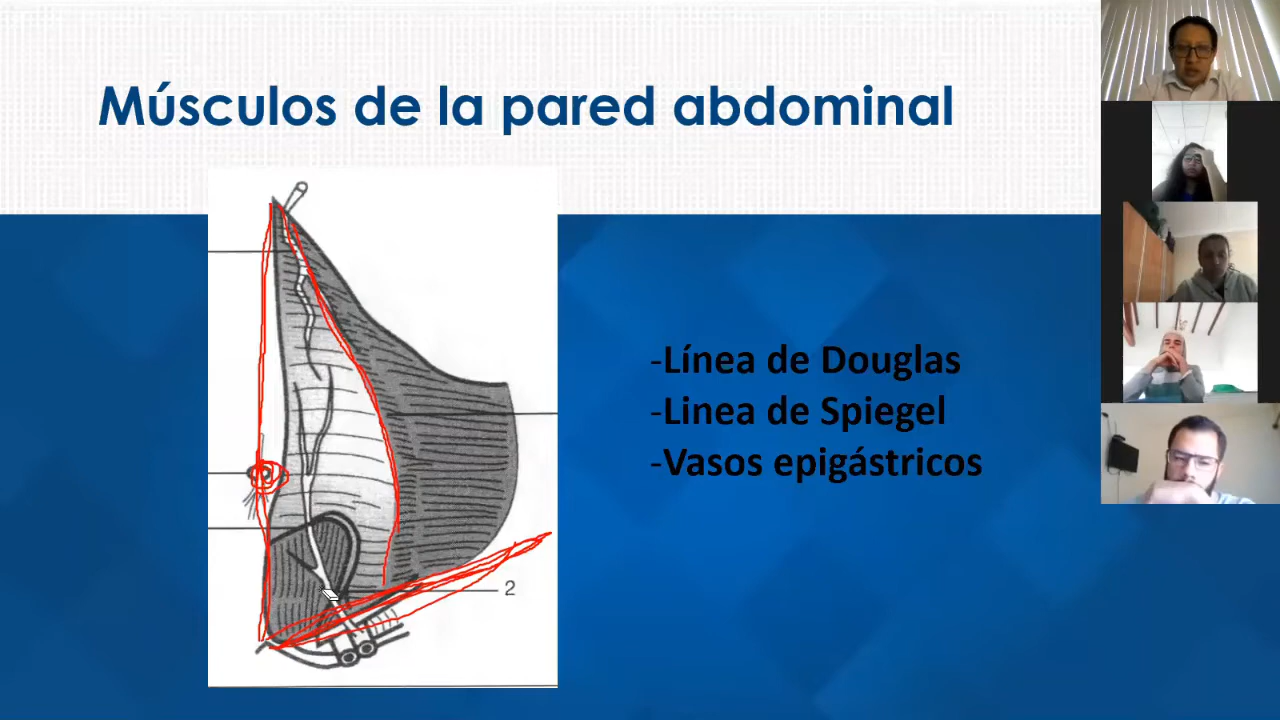 Músculos de la pared abdominal
-Línea de Douglas
-Linea de Spiegel
-Vasos epigástricos
2